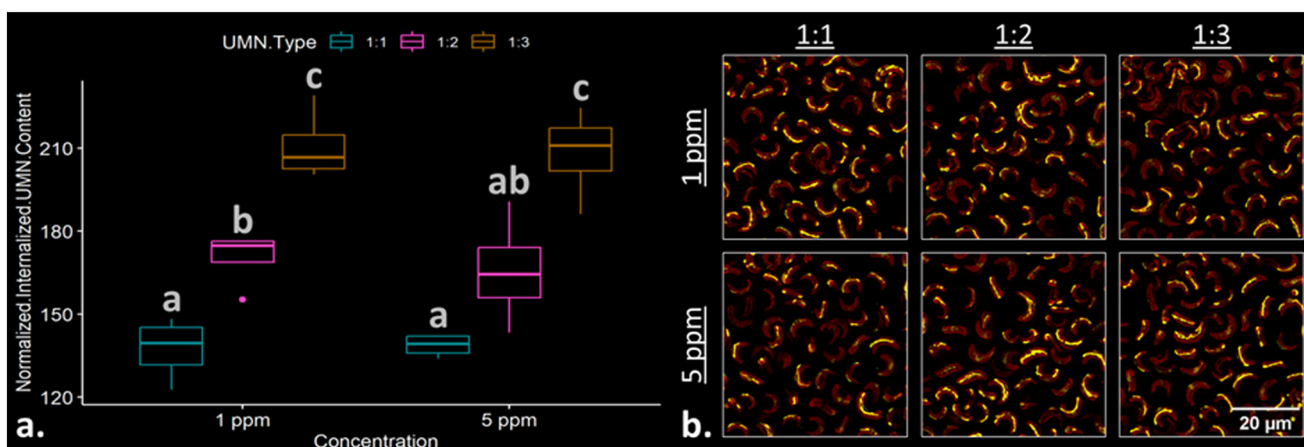 UMN.Type 1:1 1:2 1:3
Normalized.Internalized.UMN.Content
210
180
150
120
a
b
c
a
ab
c
1 ppm
5 ppm
Concentration
a.
1:1
1:2
1:3
1 ppm
5 ppm
20 µm
b.